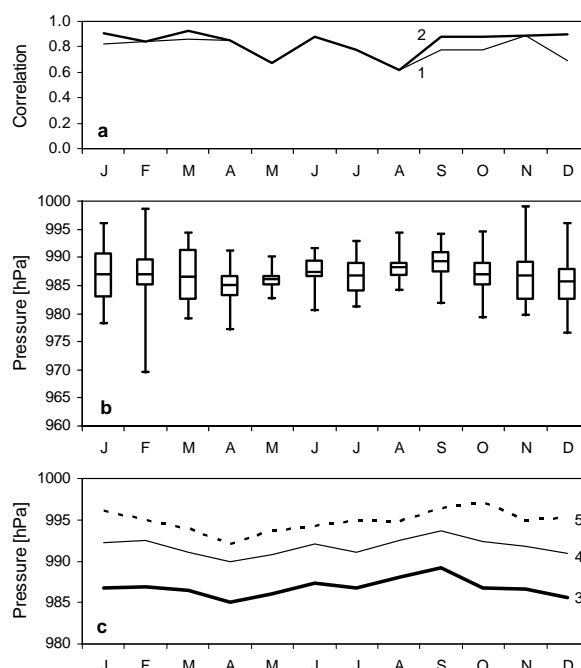 1.0
0.8
0.6
0.4
0.2
0.0
Correlation
2
1
a
J F M A M J J A S O N D
1000
995
990
985
980
975
970
965
960
Pressure [hPa]
b
J F M A M J J A S O N D
1000
995
990
985
980
Pressure [hPa]
5
4
3
c
J F M A M J J A S O N D